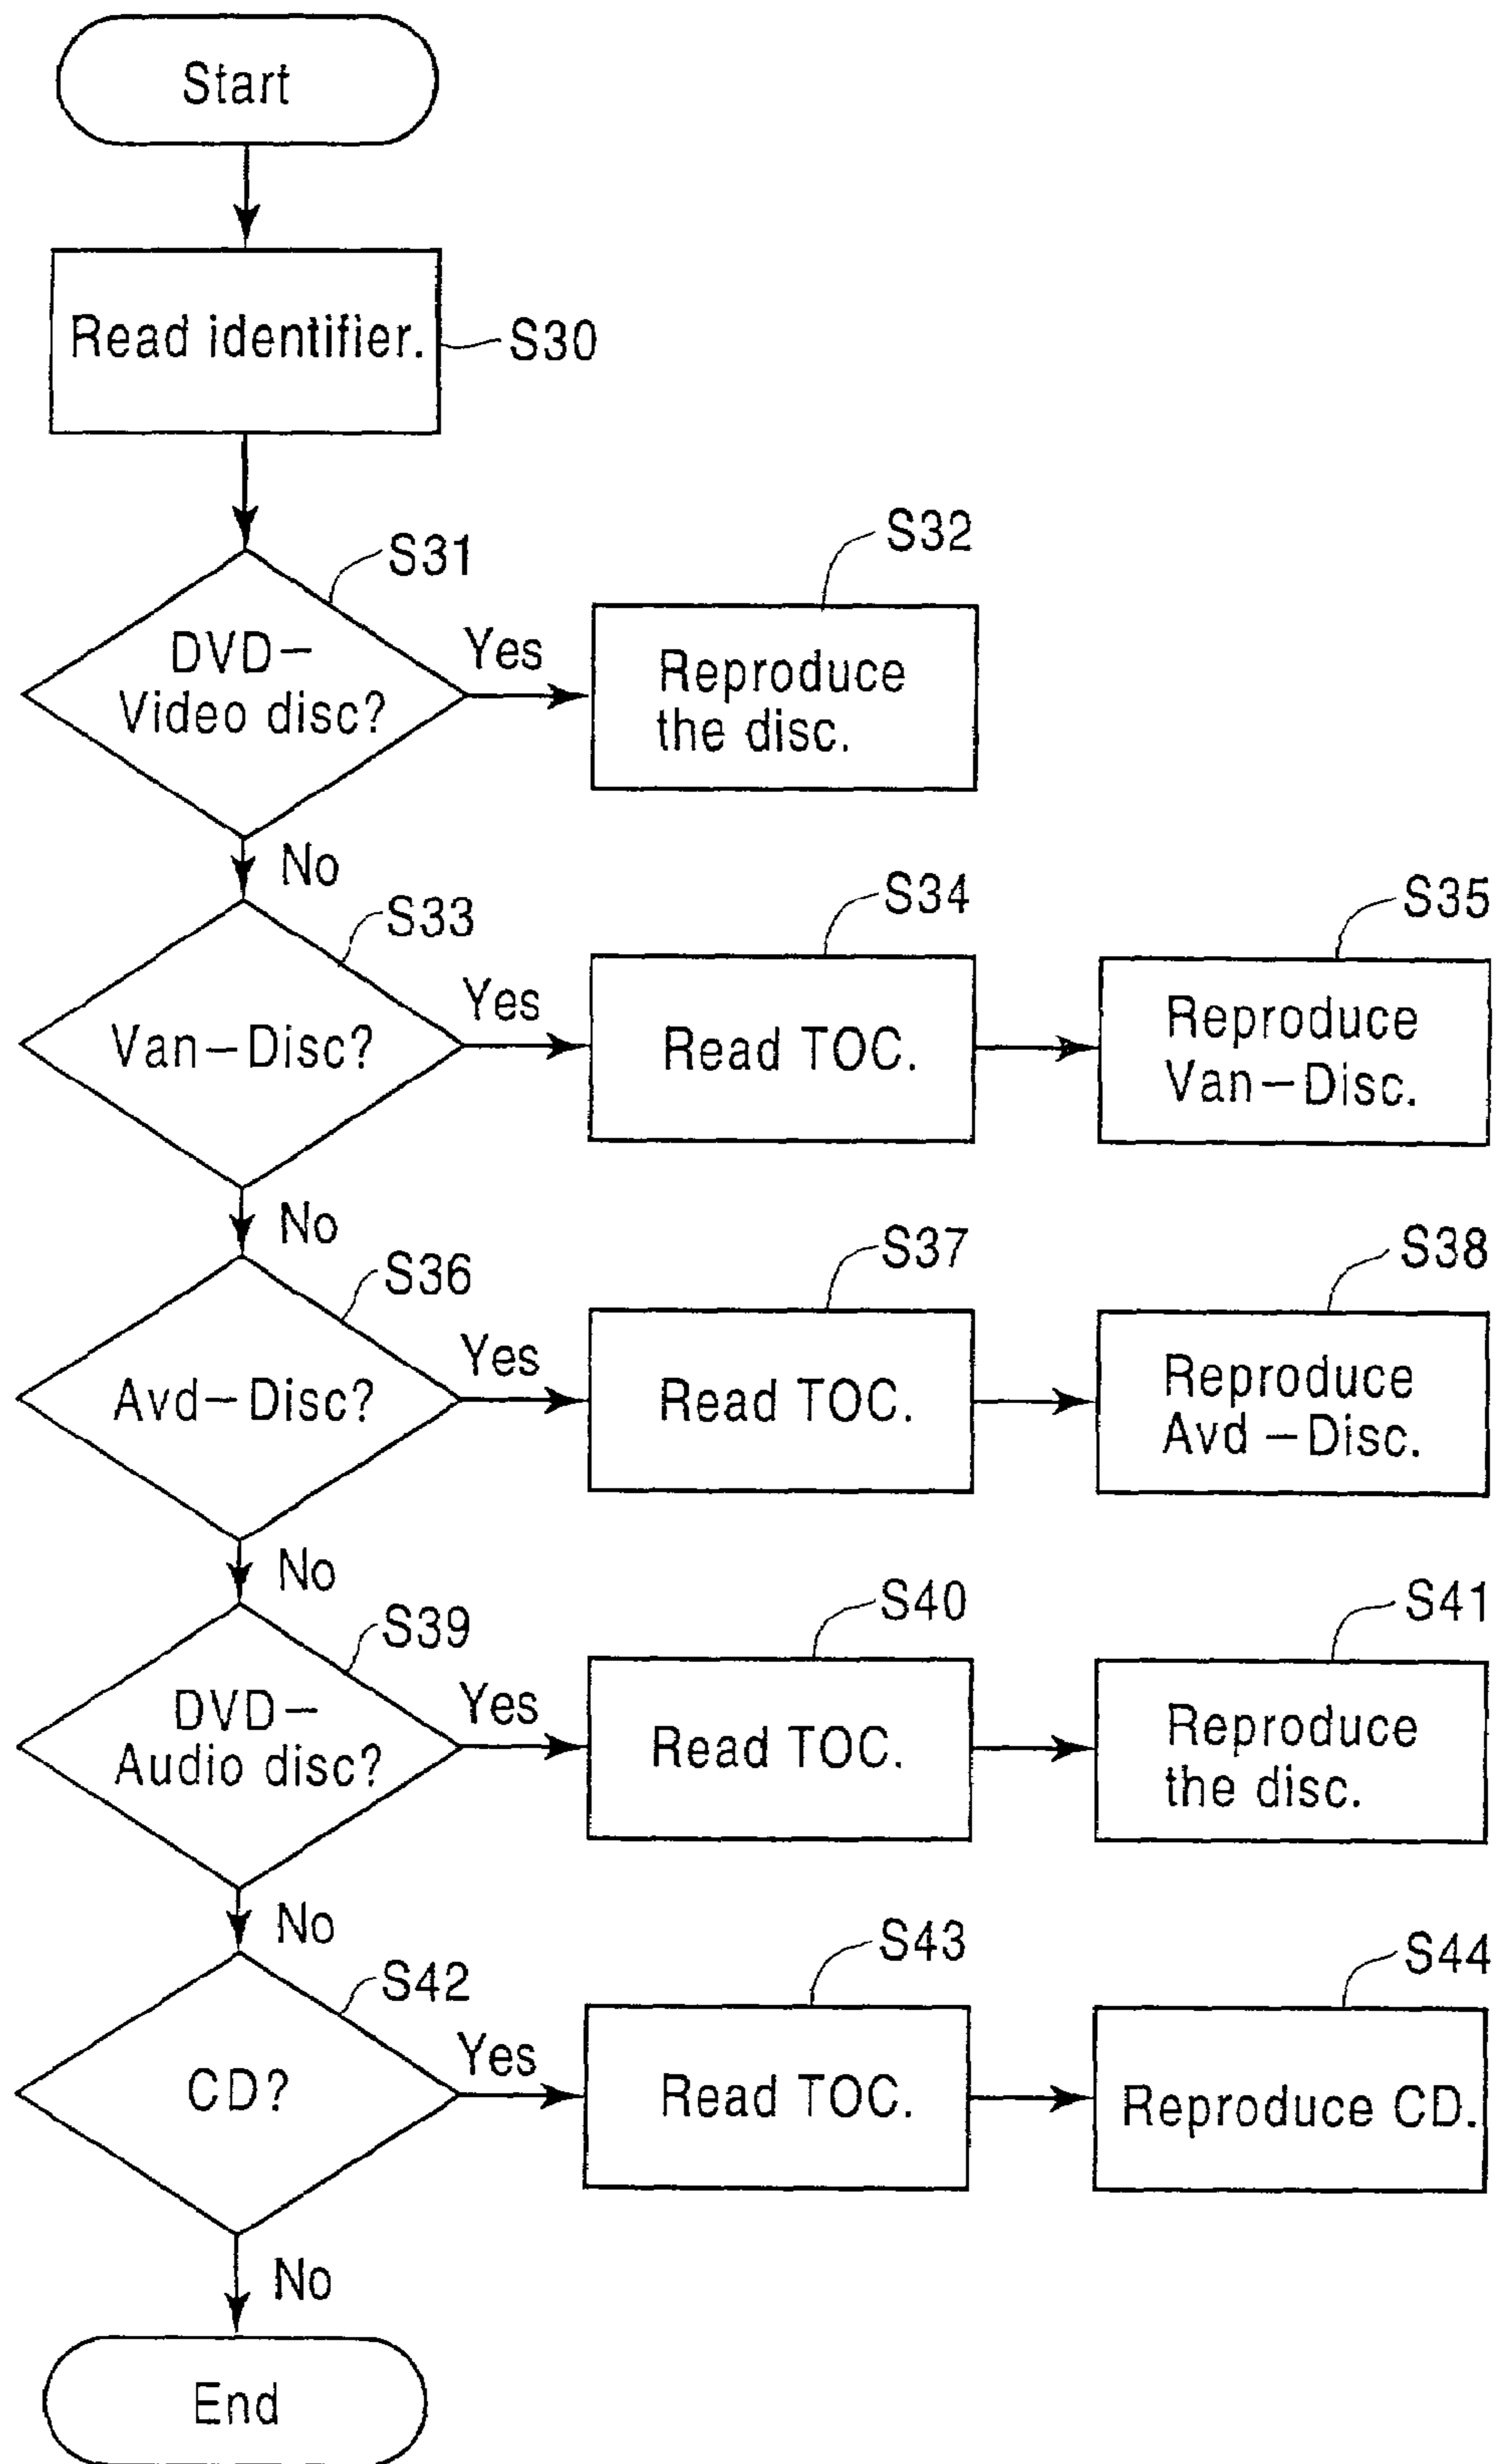 Start
Read identifier.
S30
S31
DVD–
Video disc?
Yes
S32
Reproduce
the disc.
No
S33
Van–Disc?
Yes
S34
Read TOC.
S35
Reproduce
Van–Disc.
No
S36
Avd–Disc?
Yes
S37
Read TOC.
S38
Reproduce
Avd –Disc.
No
S39
DVD–
Audio disc?
Yes
S40
Read TOC.
S41
Reproduce
the disc.
No
S42
CD?
Yes
S43
Read TOC.
S44
Reproduce CD.
No
End